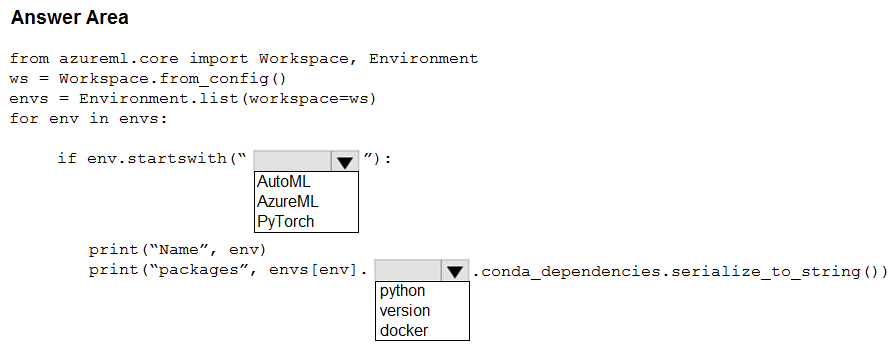 Answer Area
from azureml.core import Workspace, Environment
ws = Workspace.from_config()
envs = Environment.list(workspace=ws)
for env in envs:
if env.startswith(“ ”):
AutoML
AzureML
PyTorch
print(“Name”, env)
print(“packages”, envs[env]. .conda_dependencies.serialize_to_string())
python
version
docker